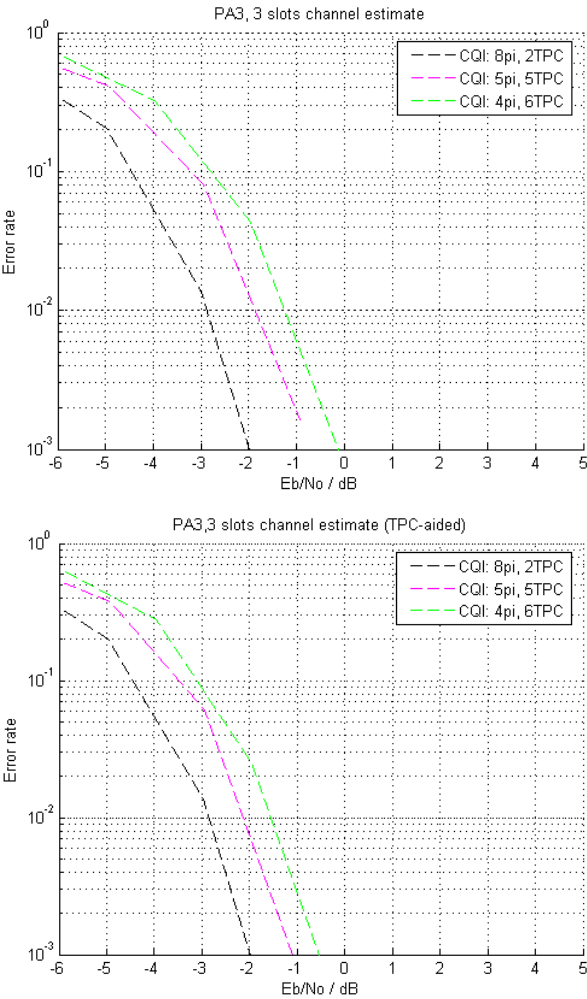 PA3, 3 slots channel estimate
10^0
10^-1
10^-2
10^-3
Error rate
CQI: 8pi, 2TPC
CQI: 5pi, 5TPC
CQI: 4pi, 6TPC
-6 -5 -4 -3 -2 -1 0 1 2 3 4 5
Eb/No / dB
PA3,3 slots channel estimate (TPC-aided)
10^0
10^-1
10^-2
10^-3
Error rate
CQI: 8pi, 2TPC
CQI: 5pi, 5TPC
CQI: 4pi, 6TPC
-6 -5 -4 -3 -2 -1 0 1 2 3 4 5
Eb/No / dB